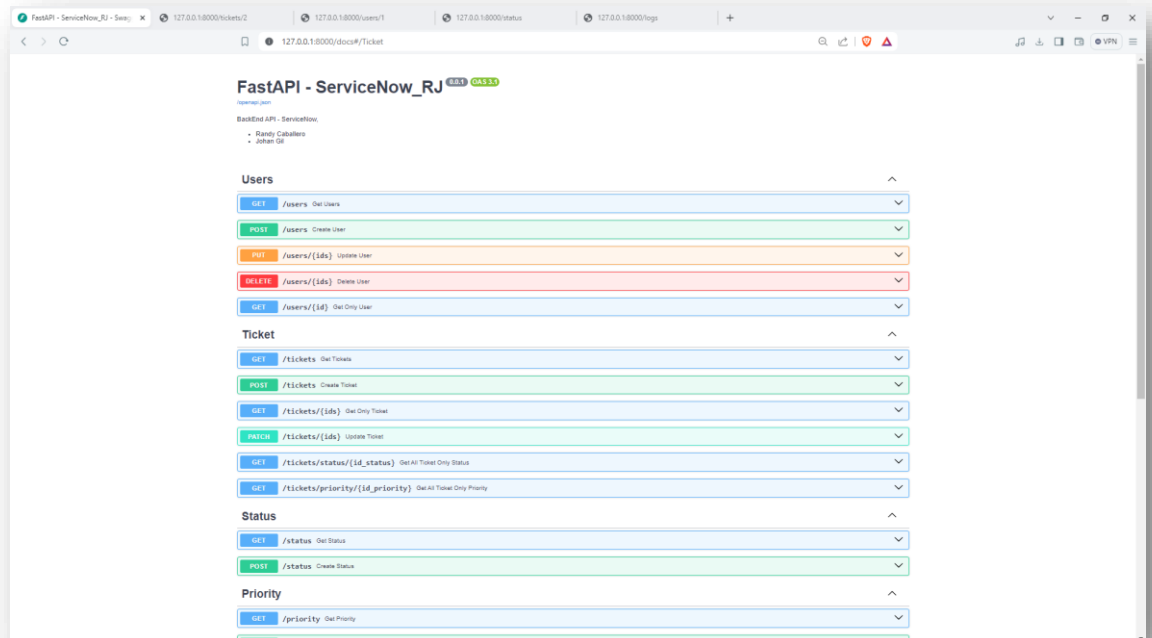 FastAPI - ServiceNow_RJ - Swag
127.0.0.1:8000/tickets/2
127.0.0.1:8000/users/1
127.0.0.1:8000/status
127.0.0.1:8000/logs
127.0.0.1:8000/docs#/Ticket
VPN
FastAPI - ServiceNow_RJ 0.0.1 OAS 3.1
/openapi.json
BackEnd API - ServiceNow.
Randy Caballero
Johan Gil
Users
GET /users Get Users
POST /users Create User
PUT /users/{ids} Update User
DELETE /users/{ids} Delete User
GET /users/{id} Get Only User
Ticket
GET /tickets Get Tickets
POST /tickets Create Ticket
GET /tickets/{ids} Get Only Ticket
PATCH /tickets/{ids} Update Ticket
GET /tickets/status/{id_status} Get All Ticket Only Status
GET /tickets/priority/{id_priority} Get All Ticket Only Priority
Status
GET /status Get Status
POST /status Create Status
Priority
GET /priority Get Priority